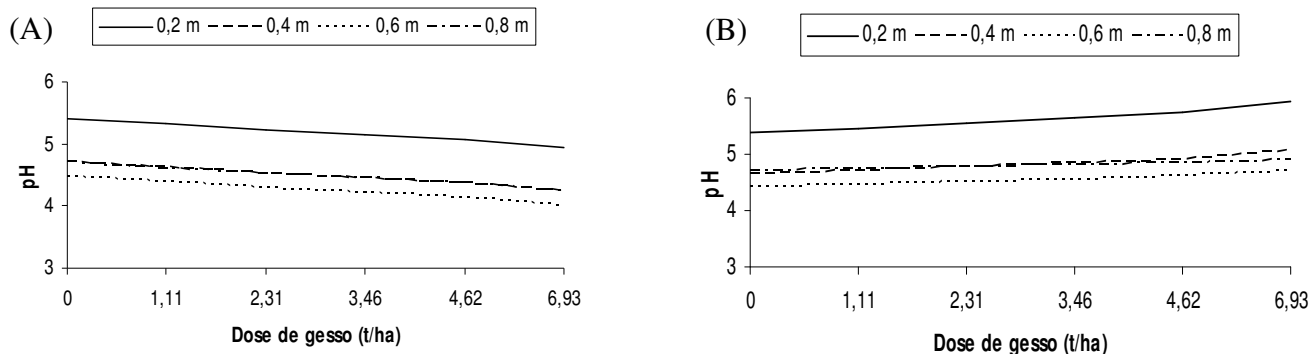 (A)
0,2 m 0,4 m 0,6 m 0,8 m
6
5
4
3
pH
0 1,11 2,31 3,46 4,62 6,93
Dose de gesso (t/ha)
(B)
0,2 m 0,4 m 0,6 m 0,8 m
6
5
4
3
pH
0 1,11 2,31 3,46 4,62 6,93
Dose de gesso (t/ha)